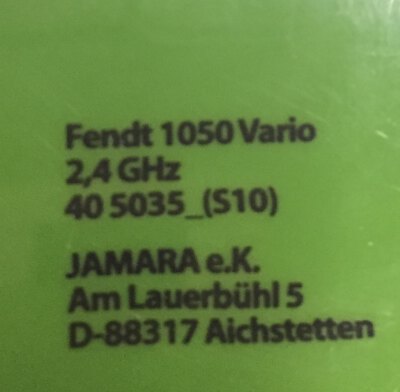 Fendt 1050 Vario
2,4 GHz
40 5035_(S10)
JAMARA e.K.
Am Lauerbühl 5
D-88317 Aichstetten